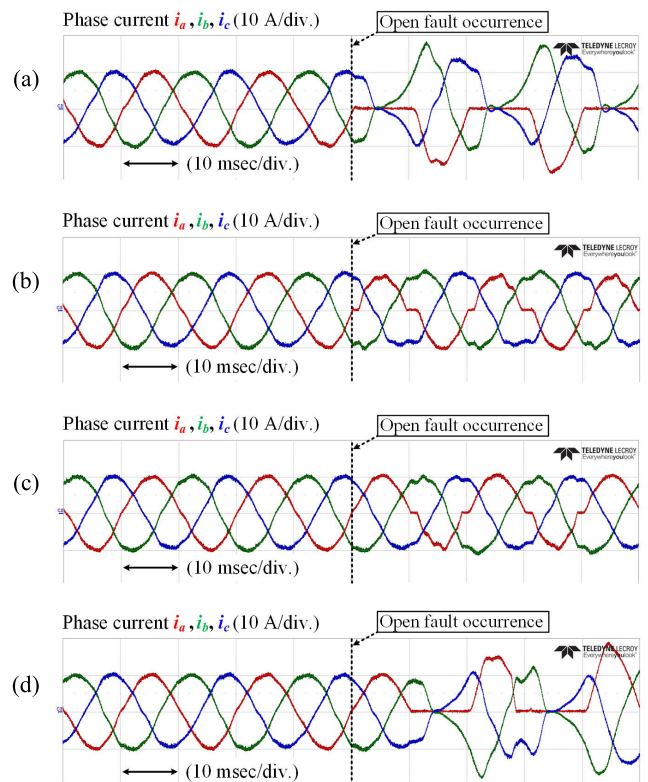 Phase current ia , ib, ic (10 A/div.)
Open fault occurrence
TELEDYNE LECROY
Everywhereyoulook
(a)
(10 msec/div.)
Phase current ia , ib, ic (10 A/div.)
Open fault occurrence
TELEDYNE LECROY
Everywhereyoulook
(b)
(10 msec/div.)
Phase current ia , ib, ic (10 A/div.)
Open fault occurrence
TELEDYNE LECROY
Everywhereyoulook
(c)
(10 msec/div.)
Phase current ia , ib, ic (10 A/div.)
Open fault occurrence
TELEDYNE LECROY
Everywhereyoulook
(d)
(10 msec/div.)